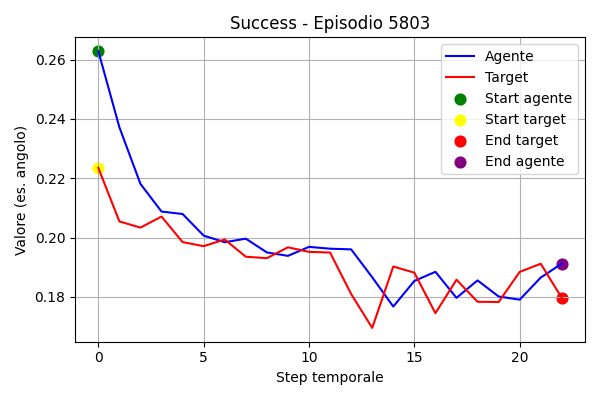 Success - Episodio 5803
Agente
Target
Start agente
Start target
End target
End agente
Valore (es. angolo)
0.26
0.24
0.22
0.20
0.18
0
5
10
15
20
Step temporale